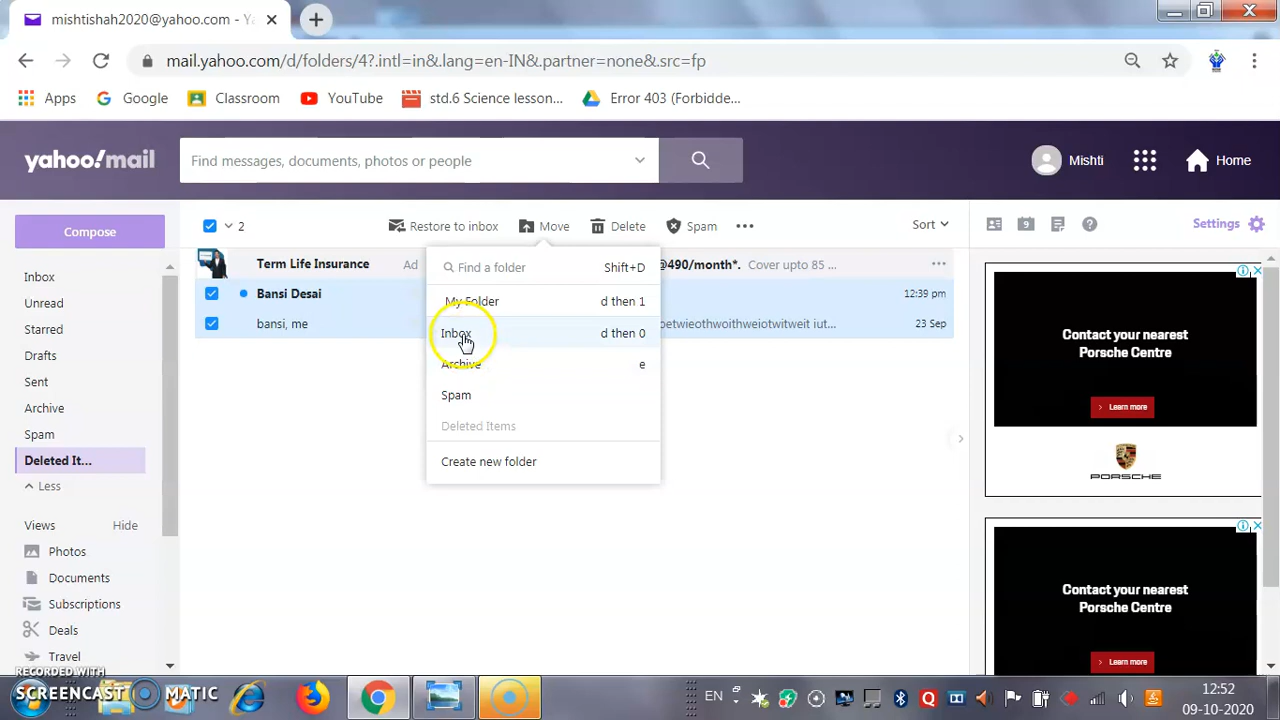 mishtishah2020@yahoo.com - Ya
mail.yahoo.com/d/folders/4?.intl=in&.lang=en-IN&.partner=none&.src=fp
Apps Google Classroom YouTube std.6 Science lesson... Error 403 (Forbidde...
yahoo!mail Find messages, documents, photos or people Mishti Home
Compose
2 Restore to inbox Move Delete Spam Sort Settings
Inbox
Unread
Starred
Drafts
Sent
Archive
Spam
Deleted It...
Less
Views Hide
Photos
Documents
Subscriptions
Deals
Travel
Term Life Insurance Ad @490/month*. Cover upto 85 ...
Bansi Desai 12:39 pm
bansi, me betwieothwoithweiotwitweit iut... 23 Sep
Find a folder Shift+D
My Folder d then 1
Inbox d then 0
Archive e
Spam
Deleted Items
Create new folder
Contact your nearest
Porsche Centre
Learn more
PORSCHE
Contact your nearest
Porsche Centre
Learn more
RECORDED WITH
SCREENCAST MATIC
EN
12:52
09-10-2020